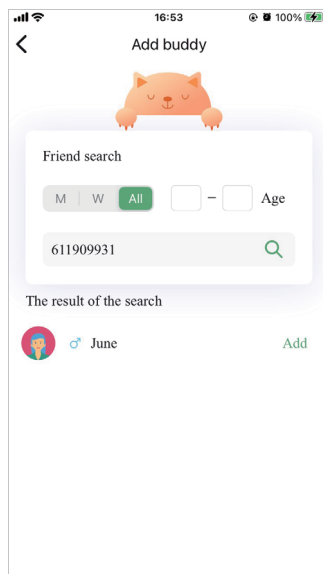 16:53
100%
Add buddy
Friend search
M W All – Age
611909931
The result of the search
♂ June Add